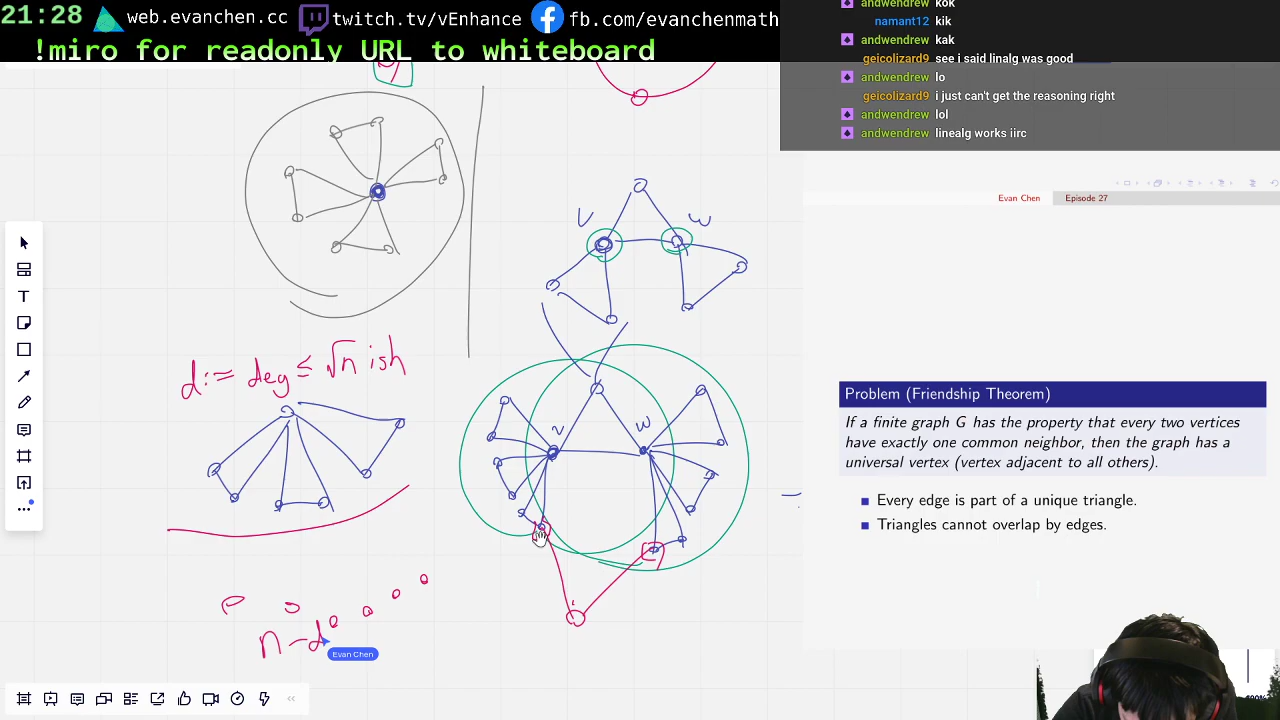 21:28
web.evanchen.cc
twitch.tv/vEnhance
fb.com/evanchenmath
!miro for readonly URL to whiteboard
andwendrew kok
namant12 kik
andwendrew kak
geicolizard9 see i said linalg was good
andwendrew lo
geicolizard9 i just can't get the reasoning right
andwendrew lol
andwendrew linealg works iirc
Evan Chen Episode 27
V W
d := deg ≤ √n ish
v w
Problem (Friendship Theorem)
If a finite graph G has the property that every two vertices
have exactly one common neighbor, then the graph has a
universal vertex (vertex adjacent to all others).
Every edge is part of a unique triangle.
Triangles cannot overlap by edges.
n-d
Evan Chen